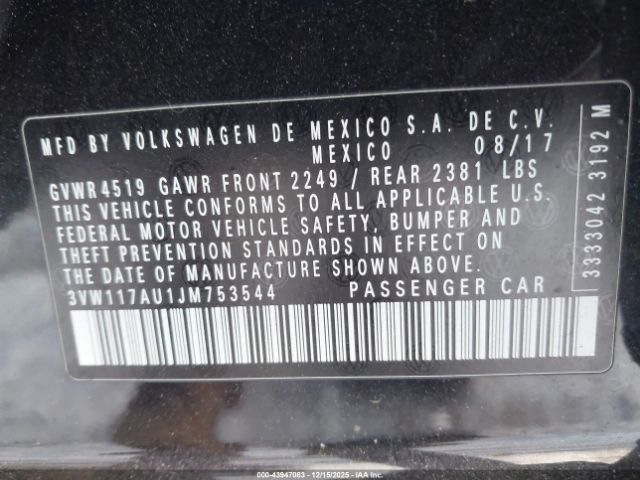 MFD BY VOLKSWAGEN DE MEXICO S.A. DE C.V.
MEXICO 08/17
GVWR 4519 GAWR FRONT 2249 / REAR 2381 LBS
THIS VEHICLE CONFORMS TO ALL APPLICABLE U.S.
FEDERAL MOTOR VEHICLE SAFETY, BUMPER AND
THEFT PREVENTION STANDARDS IN EFFECT ON
THE DATE OF MANUFACTURE SHOWN ABOVE.
3VW117AU1JM753544 PASSENGER CAR
3333042 3192 M
000-43947083 - 12/15/2025 - IAA Inc.